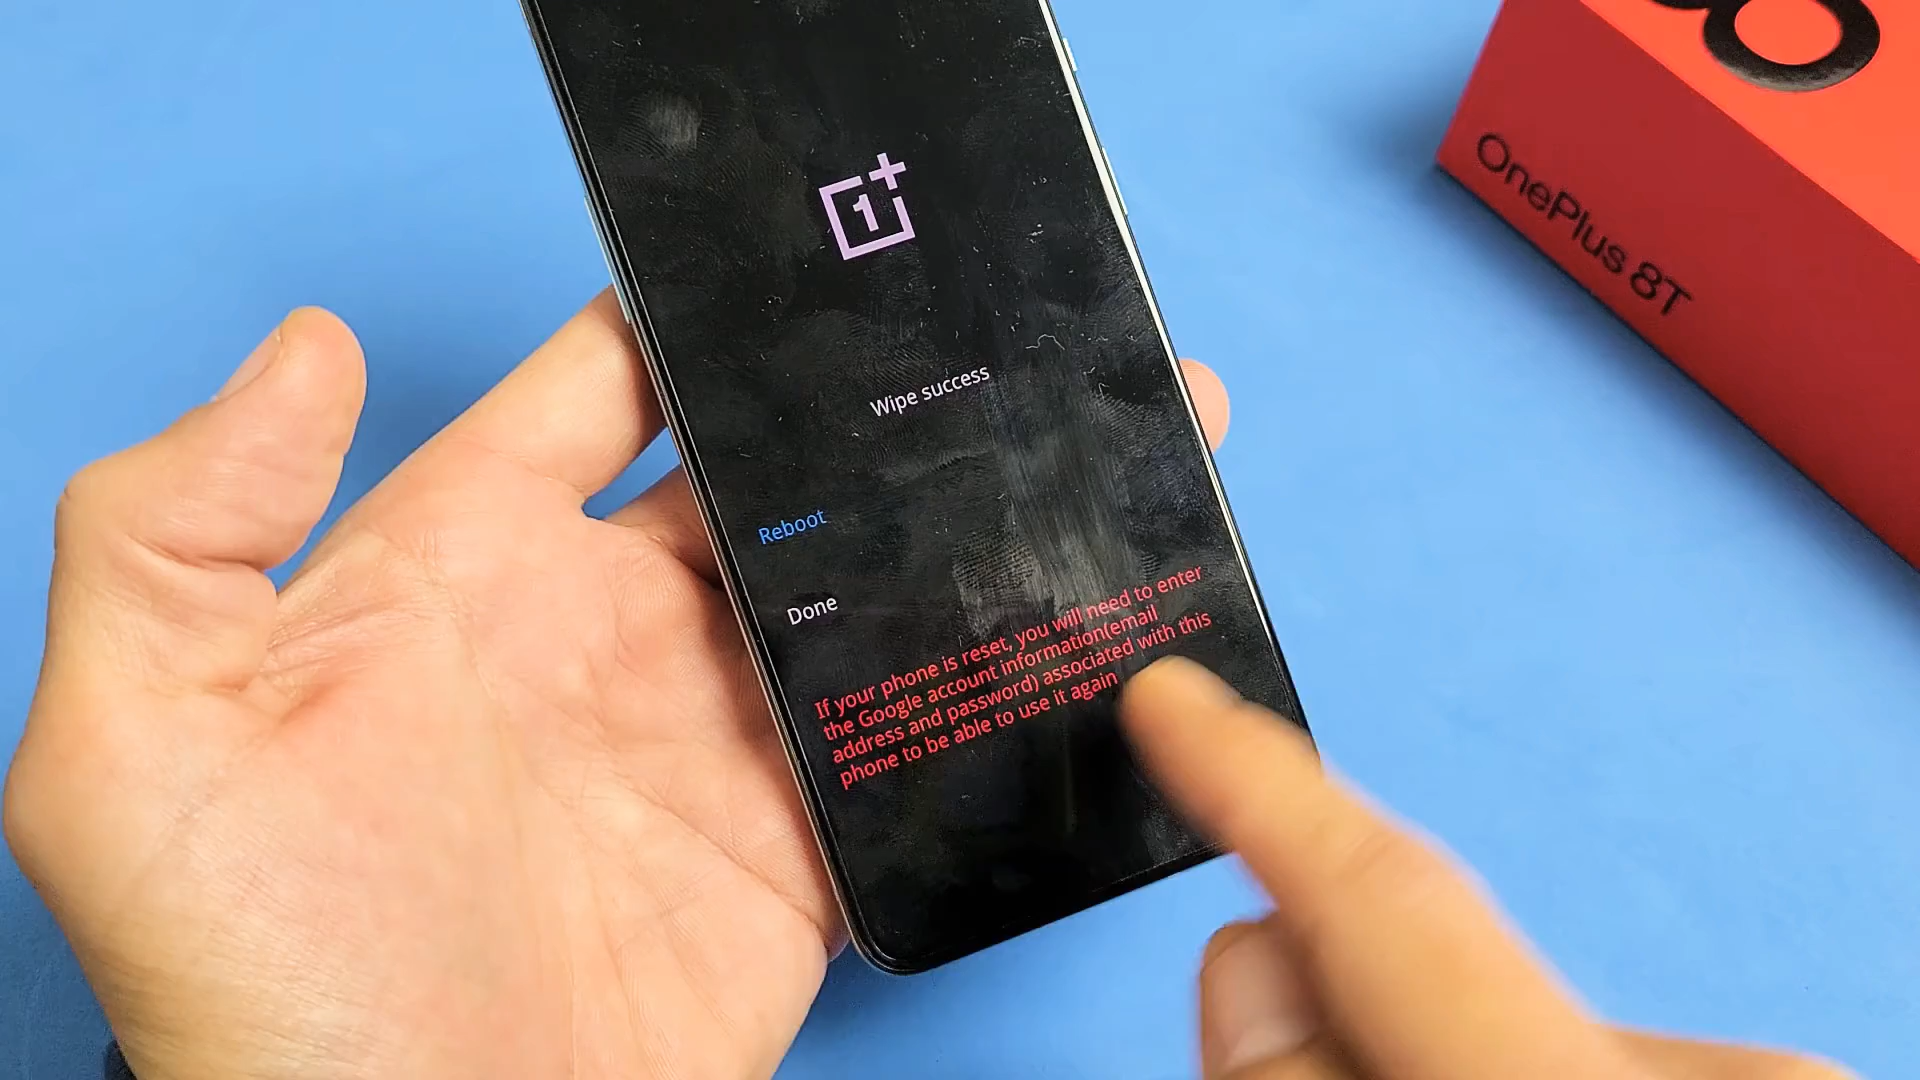 1+
Wipe success
Reboot
Done
If your phone is reset, you will need to enter
the Google account information(email
address and password) associated with this
phone to be able to use it again
OnePlus 8T